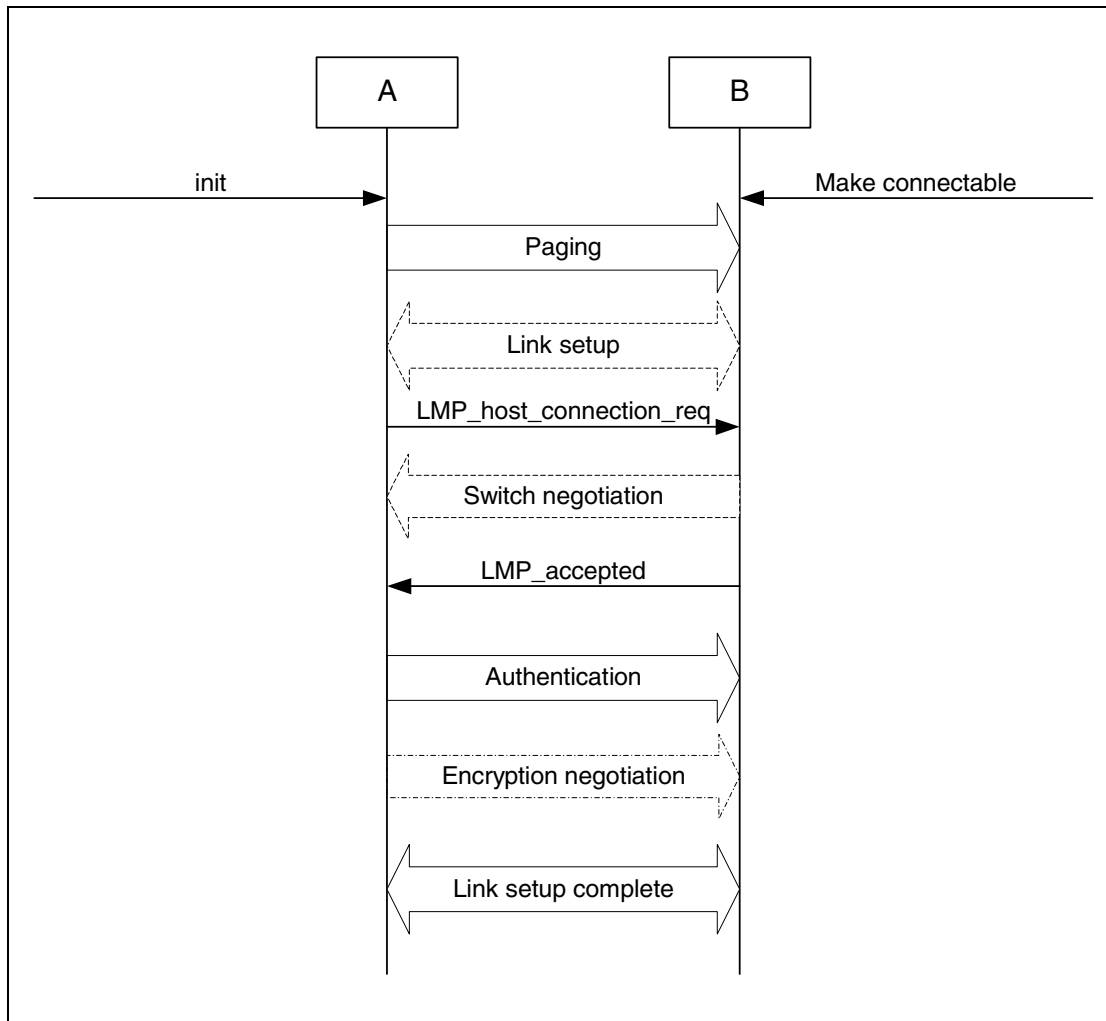 A
B
init
Make connectable
Paging
Link setup
LMP_host_connection_req
Switch negotiation
LMP_accepted
Authentication
Encryption negotiation
Link setup complete